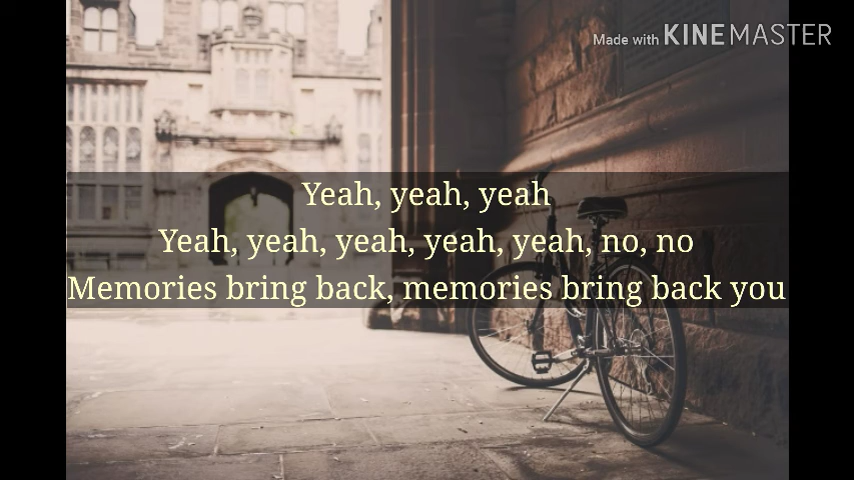 Made with KINEMASTER
Yeah, yeah, yeah
Yeah, yeah, yeah, yeah, yeah, no, no
Memories bring back, memories bring back you